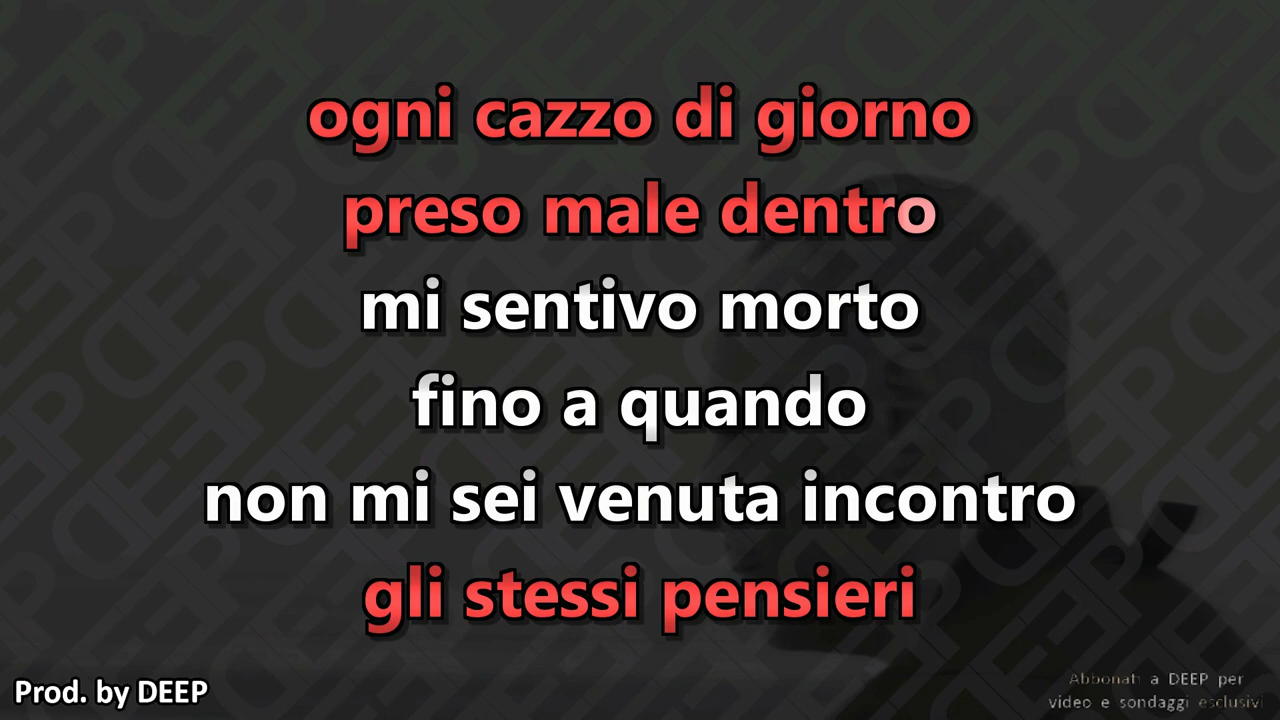 ogni cazzo di giorno
preso male dentro
mi sentivo morto
fino a quando
non mi sei venuta incontro
gli stessi pensieri
Prod. by DEEP
Abbonati a DEEP per
video e sondaggi esclusivi